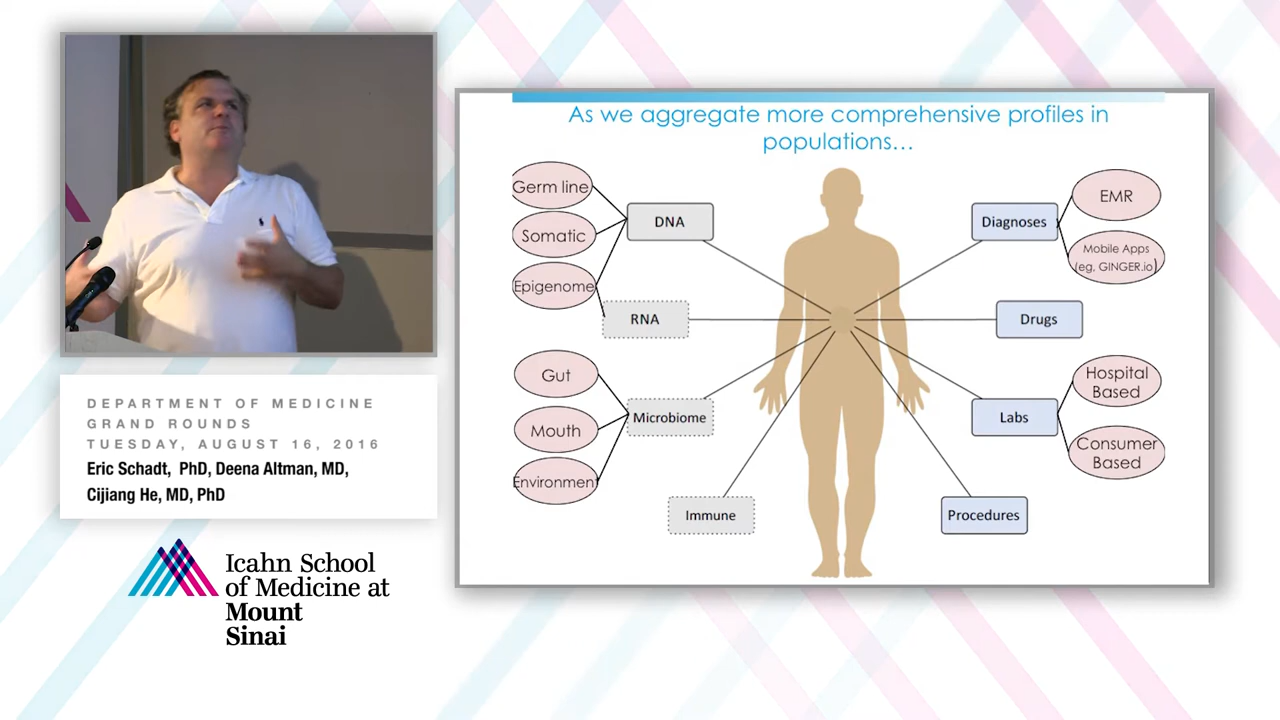 DEPARTMENT OF MEDICINE
GRAND ROUNDS
TUESDAY, AUGUST 16, 2016
Eric Schadt, PhD, Deena Altman, MD,
Cijiang He, MD, PhD
Icahn School
of Medicine at
Mount
Sinai
As we aggregate more comprehensive profiles in
populations…
Germ line
Somatic
Epigenome
DNA
RNA
Gut
Mouth
Environment
Microbiome
Immune
Diagnoses
EMR
Mobile Apps
(eg, GINGER.io)
Drugs
Labs
Hospital
Based
Consumer
Based
Procedures